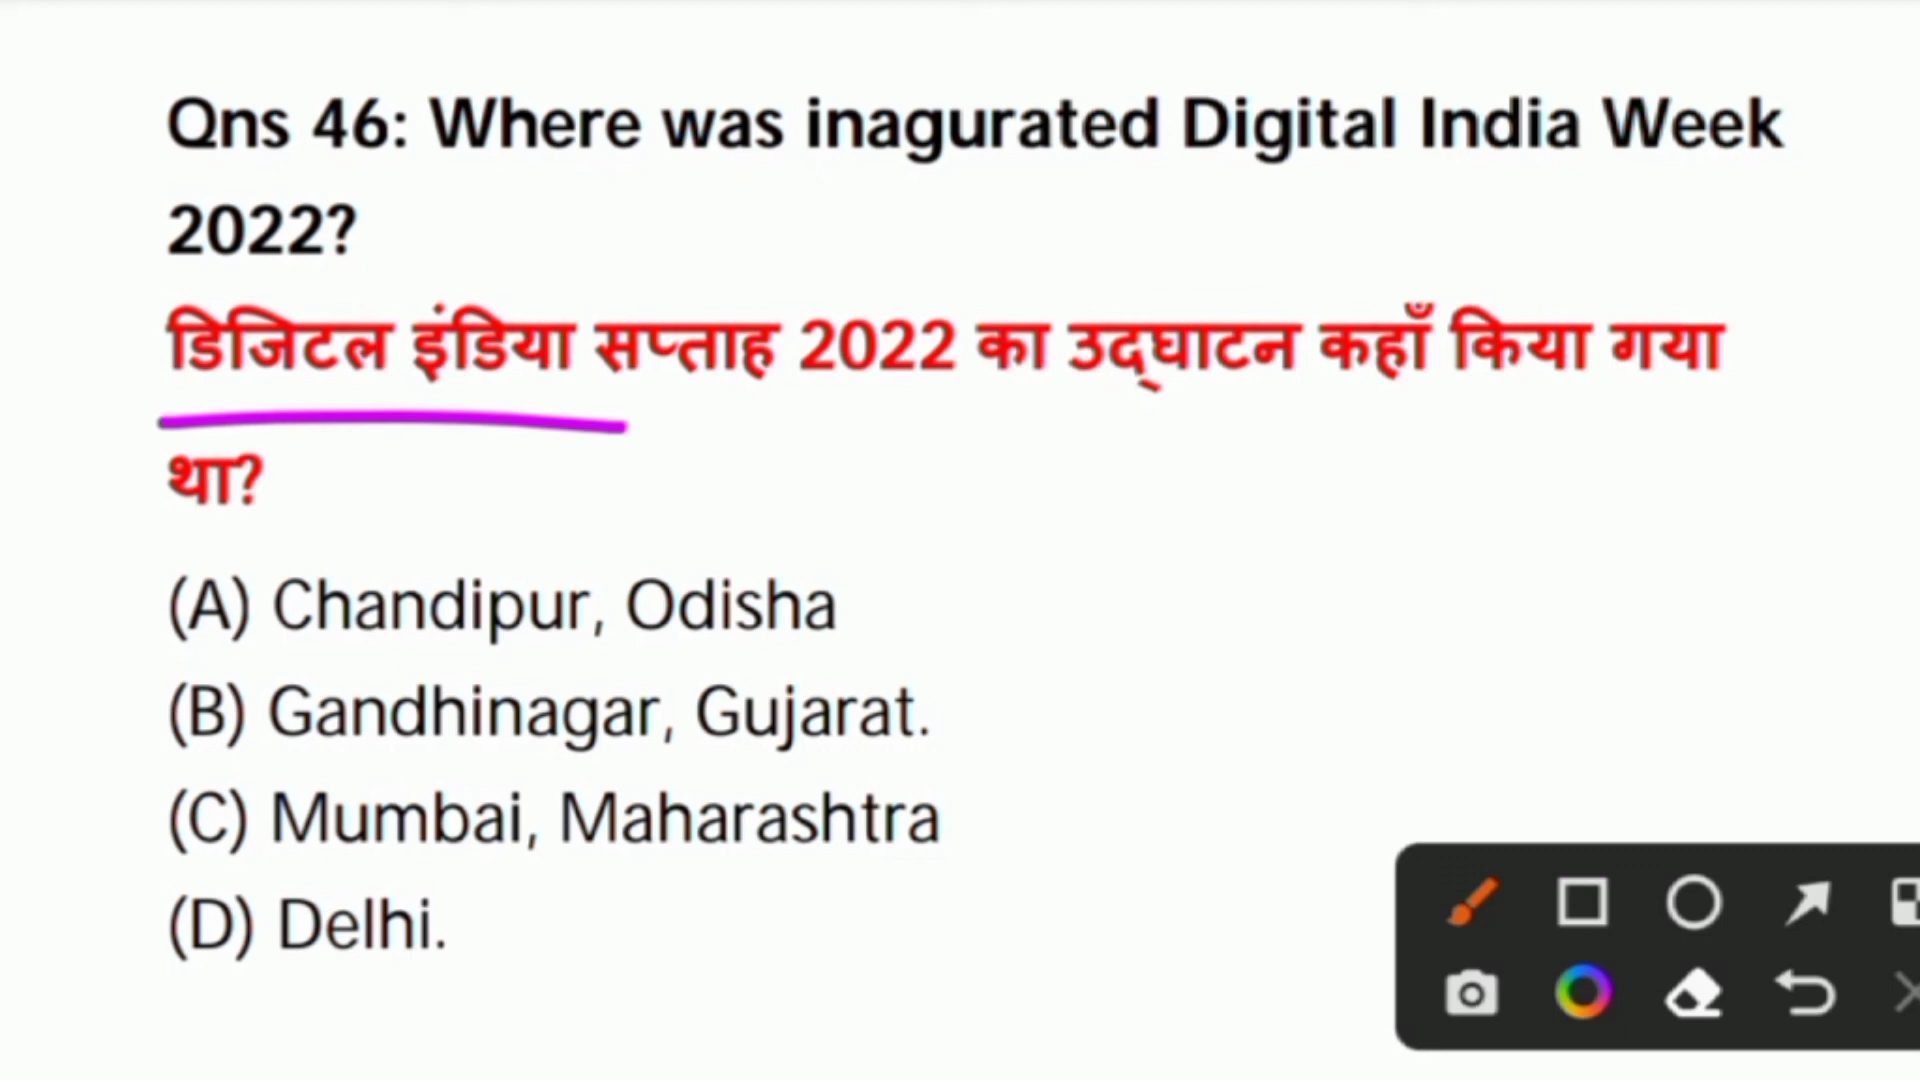 Qns 46: Where was inagurated Digital India Week
2022?
डिजिटल इंडिया सप्ताह 2022 का उद्घाटन कहाँ किया गया
था?
(A) Chandipur, Odisha
(B) Gandhinagar, Gujarat.
(C) Mumbai, Maharashtra
(D) Delhi.